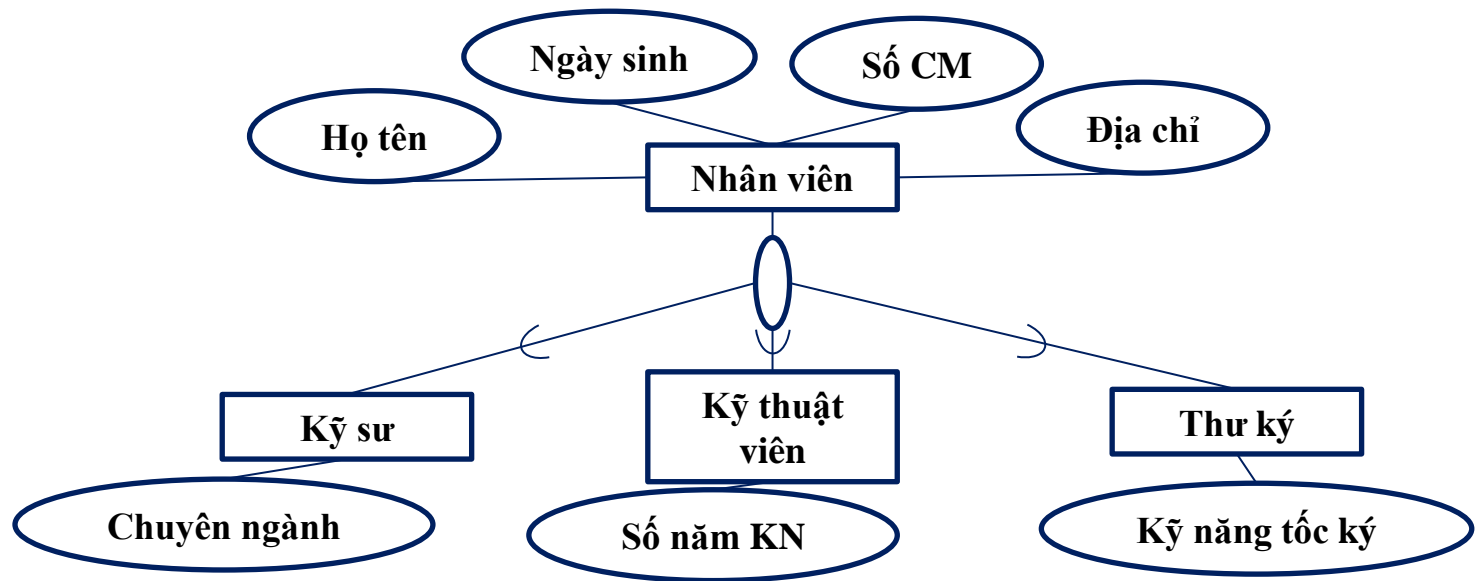 Ngày sinh
Số CM
Họ tên
Địa chỉ
Nhân viên
Kỹ sư
Kỹ thuật
viên
Thư ký
Chuyên ngành
Số năm KN
Kỹ năng tốc ký